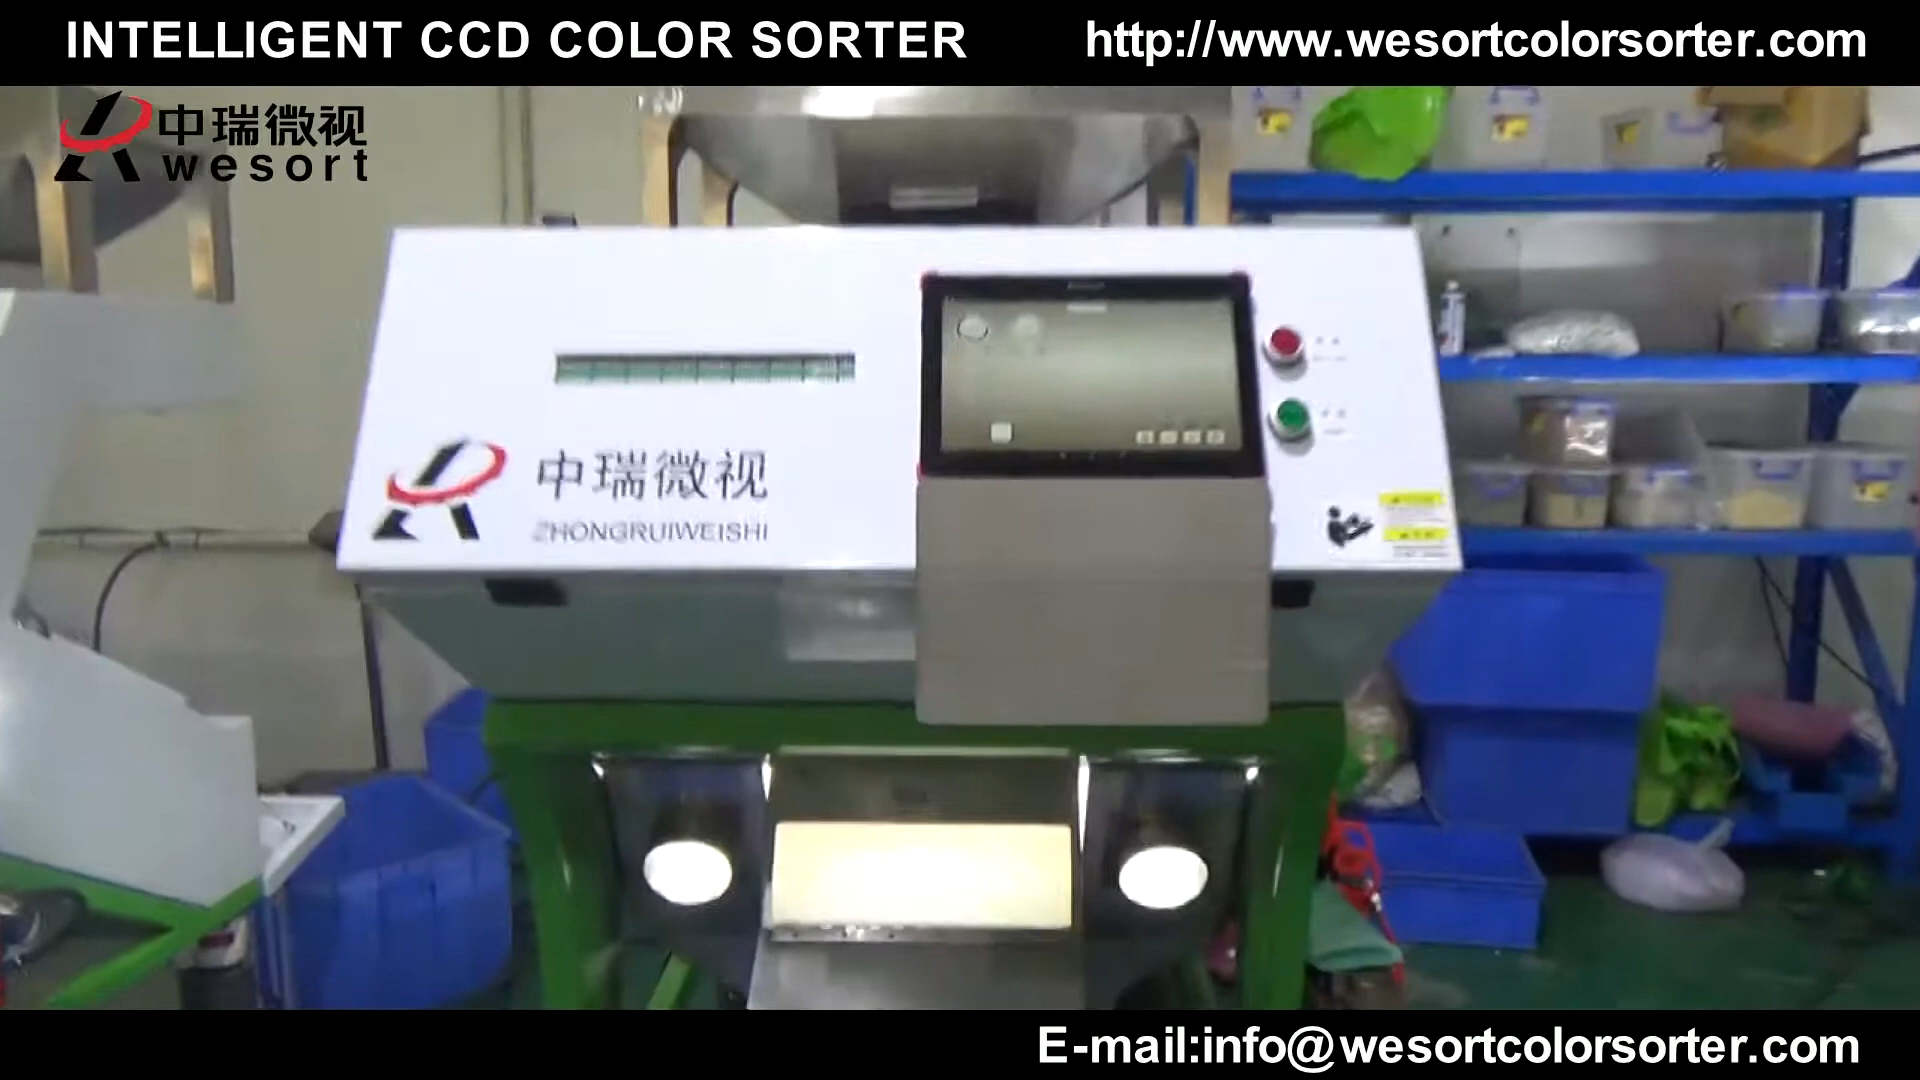 INTELLIGENT CCD COLOR SORTER
http://www.wesortcolorsorter.com
中瑞微视
wesort
中瑞微视
ZHONGRUIWEISHI
E-mail:info@wesortcolorsorter.com